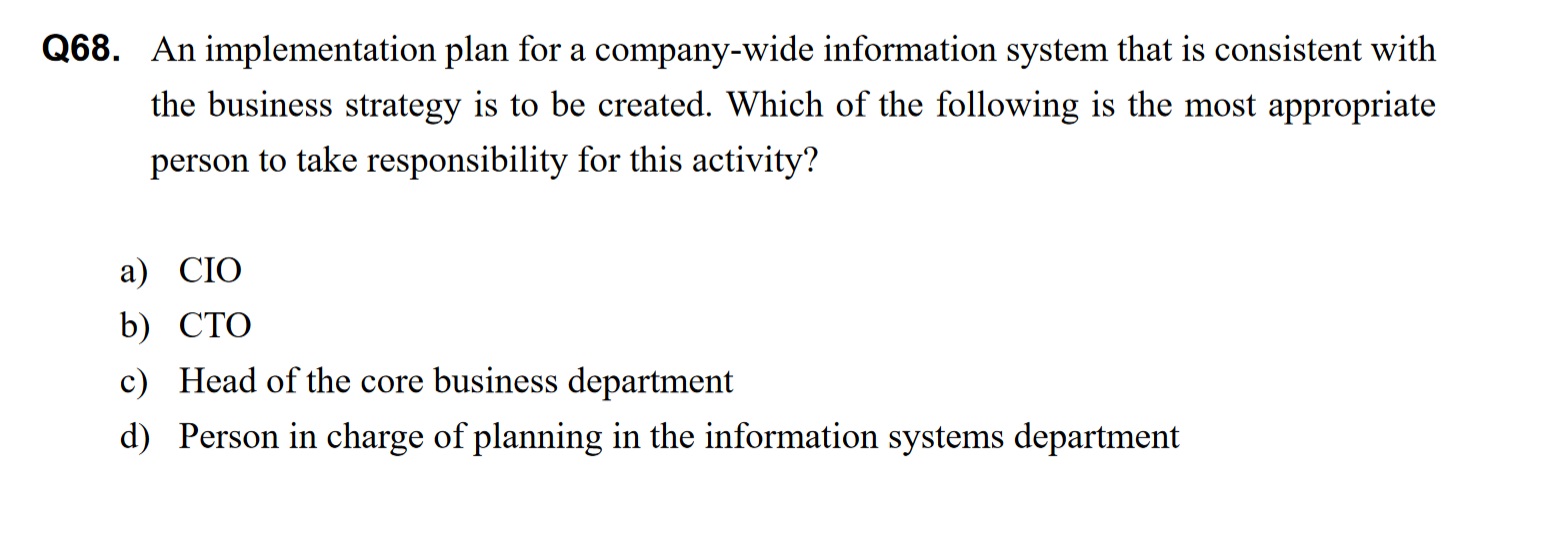 Q68. An implementation plan for a company-wide information system that is consistent with
the business strategy is to be created. Which of the following is the most appropriate
person to take responsibility for this activity?
a) CIO
b) CTO
c) Head of the core business department
d) Person in charge of planning in the information systems department